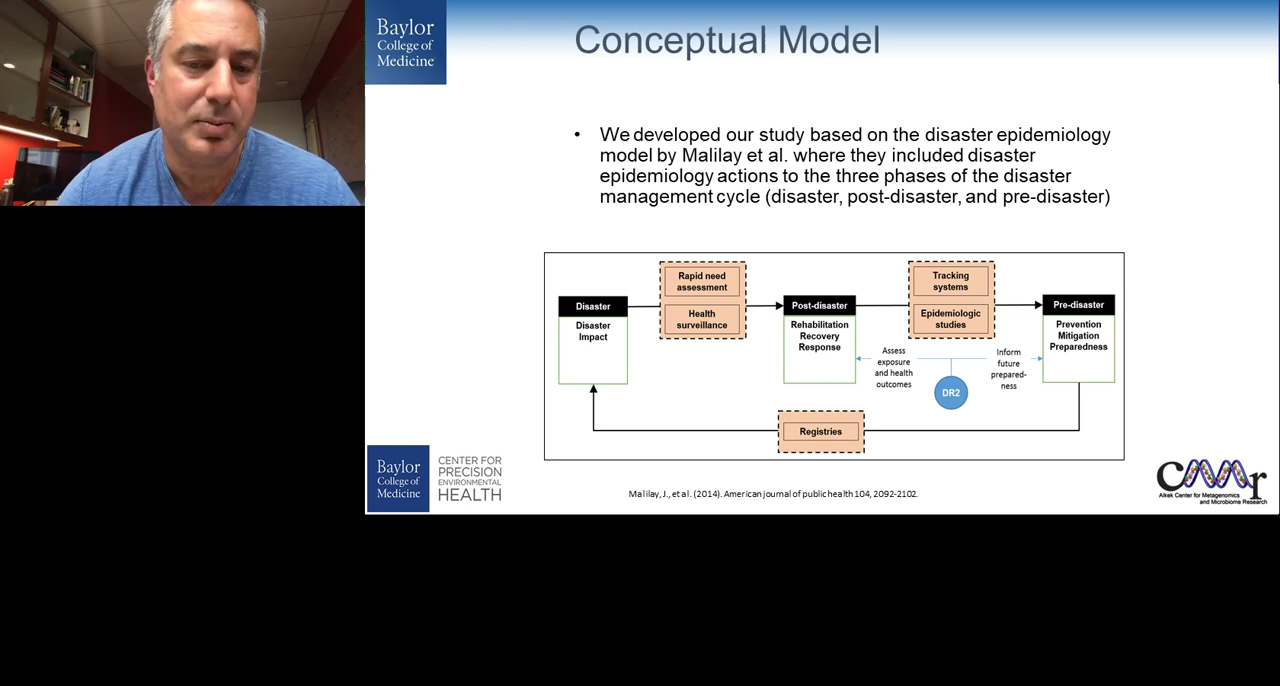 Baylor
College of
Medicine
Conceptual Model
• We developed our study based on the disaster epidemiology
model by Malilay et al. where they included disaster
epidemiology actions to the three phases of the disaster
management cycle (disaster, post-disaster, and pre-disaster)
Disaster
Disaster
Impact
Rapid need
assessment
Health
surveillance
Post-disaster
Rehabilitation
Recovery
Response
Tracking
systems
Epidemiologic
studies
Pre-disaster
Prevention
Mitigation
Preparedness
Assess
exposure
and health
outcomes
DR2
Inform
future
prepared-
ness
Registries
Baylor
College of
Medicine
CENTER FOR
PRECISION
ENVIRONMENTAL
HEALTH
Malilay, J., et al. (2014). American journal of public health 104, 2092-2102.
CMMr
Alkek Center for Metagenomics
and Microbiome Research